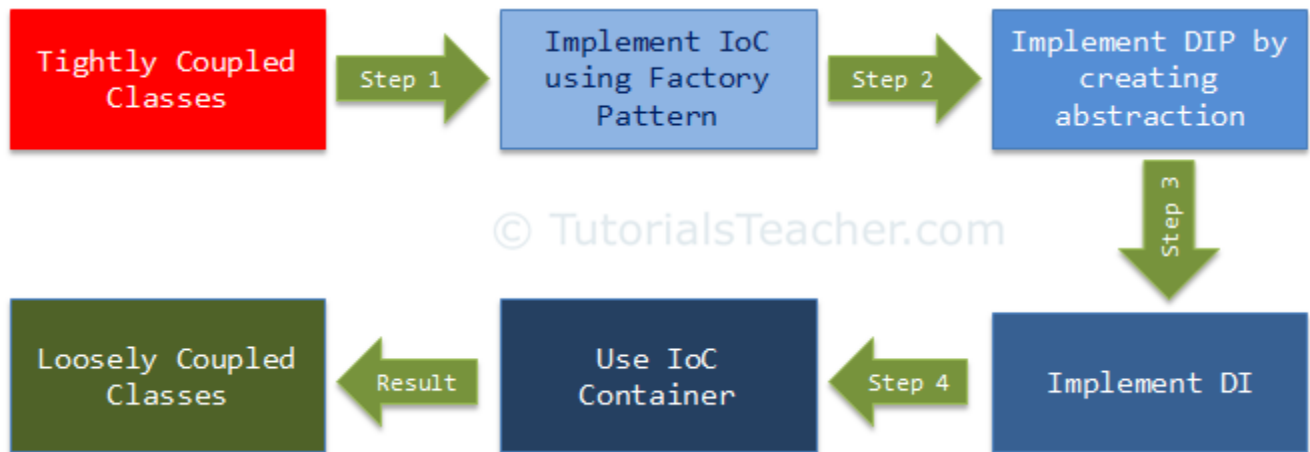 Tightly Coupled
Classes
Step 1
Implement IoC
using Factory
Pattern
Step 2
Implement DIP by
creating
abstraction
Step 3
© TutorialsTeacher.com
Implement DI
Step 4
Use IoC
Container
Result
Loosely Coupled
Classes